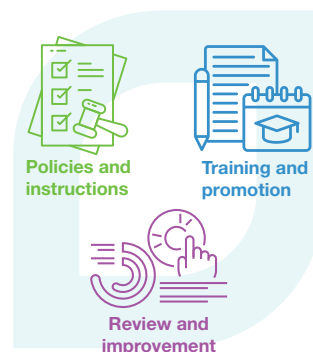 Policies and
instructions
Training and
promotion
Review and
improvement